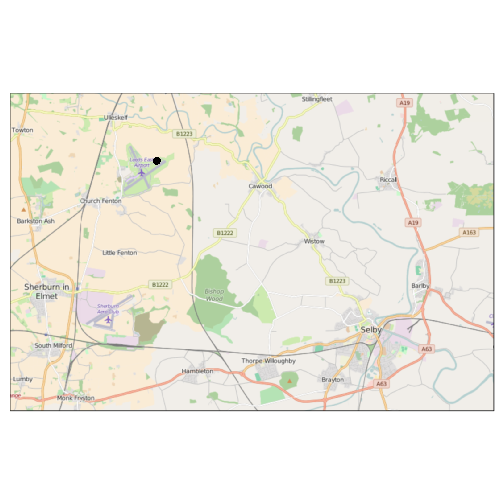 Stillingfleet
A19
Ulleskelf
Towton
B1223
Leeds East
Airport
Riccall
Cawood
Church Fenton
Barkston Ash
A19
A163
B1222
Wistow
Little Fenton
Sherburn in
Elmet
B1222
Bishop
Wood
B1223
Barlby
Sherburn
Selby
South Milford
A63
Thorpe Willoughby
Hambleton
Lumby
Brayton
A63
Monk Fryston